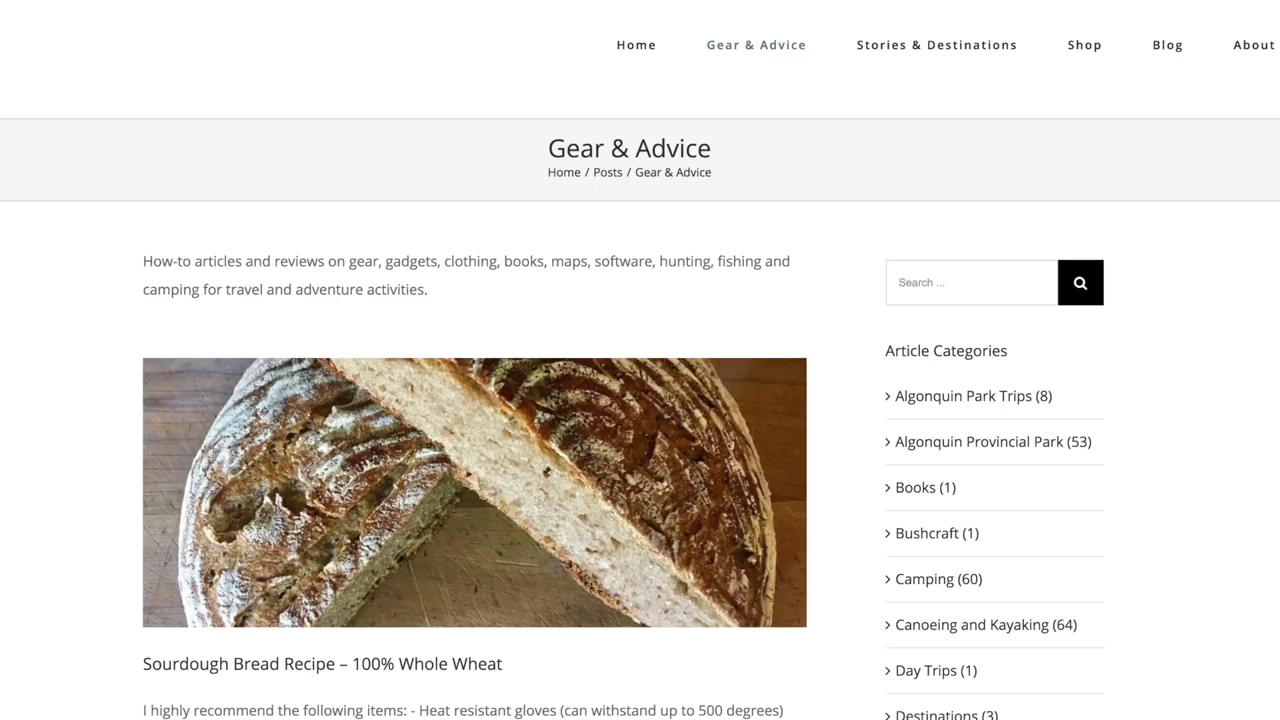 Home Gear & Advice Stories & Destinations Shop Blog About
Gear & Advice
Home / Posts / Gear & Advice
How-to articles and reviews on gear, gadgets, clothing, books, maps, software, hunting, fishing and
camping for travel and adventure activities.
Search ...
Article Categories
Algonquin Park Trips (8)
Algonquin Provincial Park (53)
Books (1)
Bushcraft (1)
Camping (60)
Canoeing and Kayaking (64)
Day Trips (1)
Destinations (3)
Sourdough Bread Recipe – 100% Whole Wheat
I highly recommend the following items: - Heat resistant gloves (can withstand up to 500 degrees)